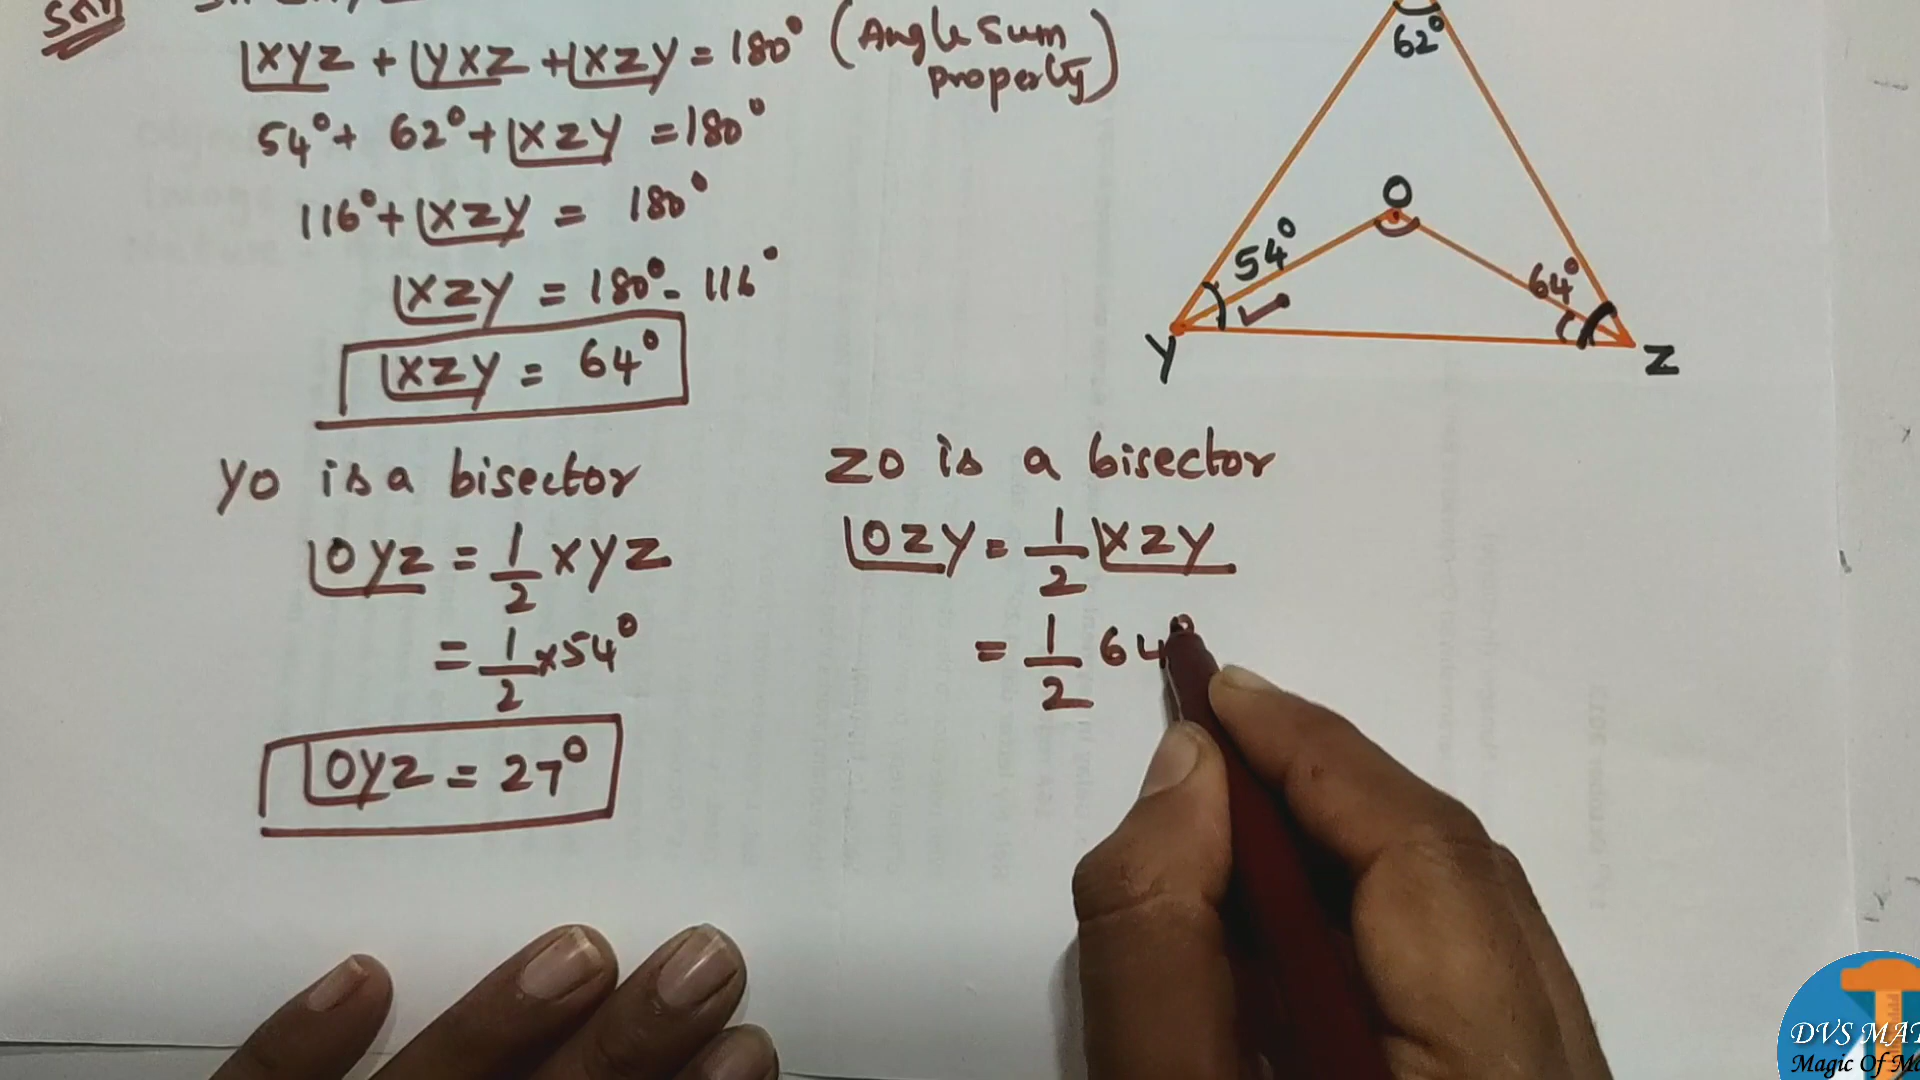 Soln
∟XYZ + ∟YXZ + ∟XZY = 180° (Angle Sum property)
54° + 62° + ∟XZY = 180°
116° + ∟XZY = 180°
∟XZY = 180° - 116°
∟XZY = 64°
YO is a bisector
∟OYZ = 1/2 XYZ
= 1/2 × 54°
∟OYZ = 27°
ZO is a bisector
∟OZY = 1/2 ∟XZY
= 1/2 64°
62°
O
54°
64°
Y
Z
DVS MA
Magic Of M